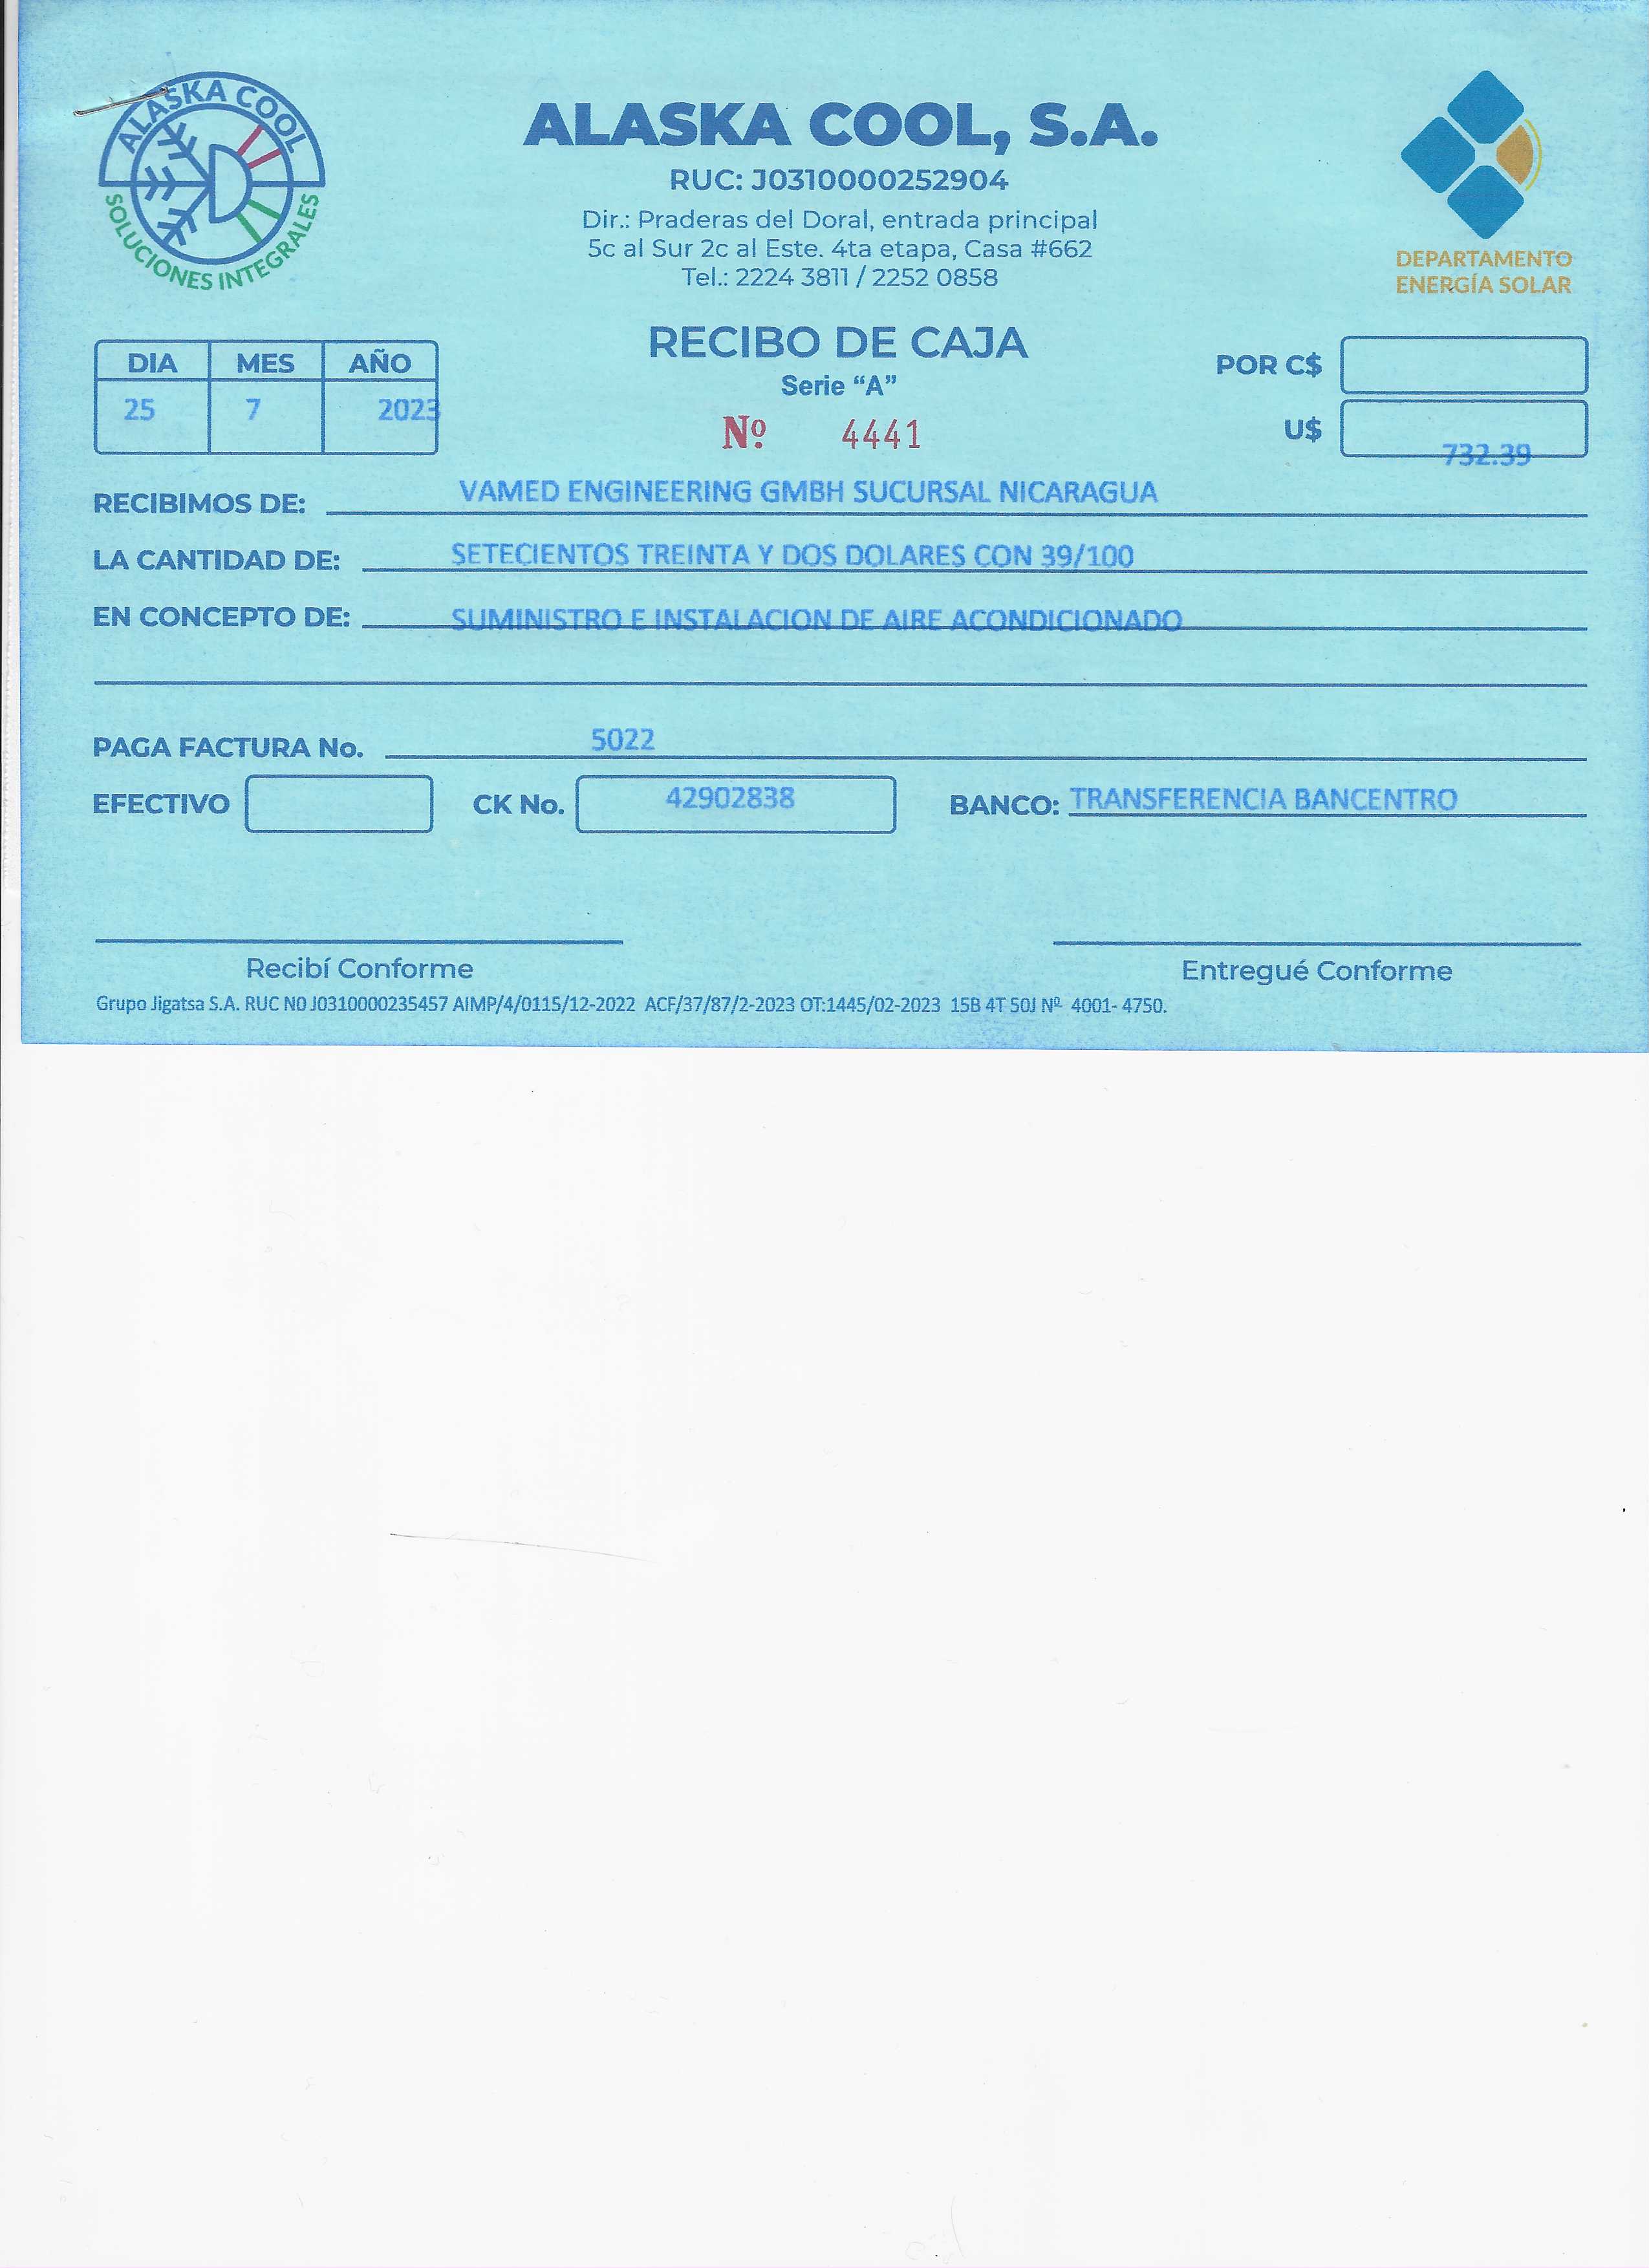 ALASKA COOL
SOLUCIONES INTEGRALES
ALASKA COOL, S.A.
RUC: J0310000252904
Dir.: Praderas del Doral, entrada principal
5c al Sur 2c al Este. 4ta etapa, Casa #662
Tel.: 2224 3811 / 2252 0858
DEPARTAMENTO
ENERGÍA SOLAR
DIA MES AÑO
25 7 2023
RECIBO DE CAJA
Serie “A”
Nº 4441
POR C$
U$ 732.39
RECIBIMOS DE: VAMED ENGINEERING GMBH SUCURSAL NICARAGUA
LA CANTIDAD DE: SETECIENTOS TREINTA Y DOS DOLARES CON 39/100
EN CONCEPTO DE: SUMINISTRO E INSTALACION DE AIRE ACONDICIONADO
PAGA FACTURA No. 5022
EFECTIVO CK No. 42902838 BANCO: TRANSFERENCIA BANCENTRO
Recibí Conforme Entregué Conforme
Grupo Jigatsa S.A. RUC N0 J0310000235457 AIMP/4/0115/12-2022 ACF/37/87/2-2023 OT:1445/02-2023 15B 4T 50J Nº 4001- 4750.